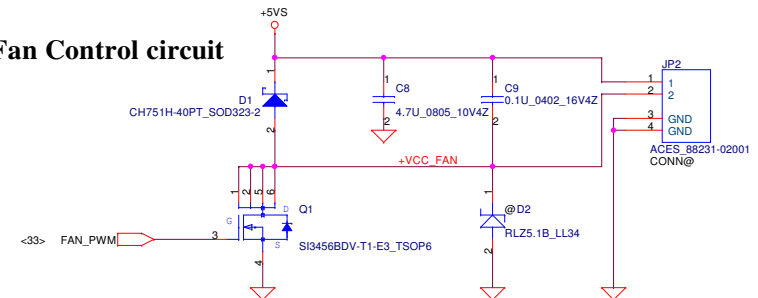 +5VS
Fan Control circuit
JP2
1
1
1
1
1
D1
C8
C9
2
2
CH751H-40PT_SOD323-2
4.7U_0805_10V4Z
0.1U_0402_16V4Z
2
2
2
3
GND
4
GND
ACES_88231-02001
CONN@
+VCC_FAN
1
2
5
6
1
D
Q1
@D2
G
RLZ5.1B_LL34
<33>
FAN_PWM
3
S
SI3456BDV-T1-E3_TSOP6
2
4